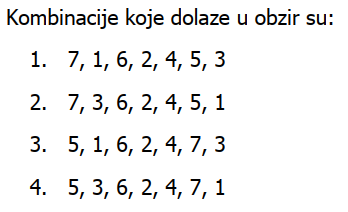 Kombinacije koje dolaze u obzir su:
1. 7, 1, 6, 2, 4, 5, 3
2. 7, 3, 6, 2, 4, 5, 1
3. 5, 1, 6, 2, 4, 7, 3
4. 5, 3, 6, 2, 4, 7, 1